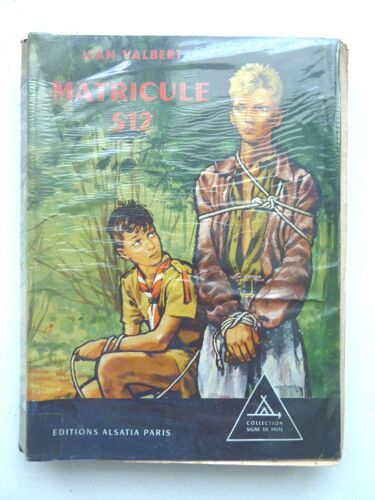 JEAN VALBERT
MATRICULE
512
EDITIONS ALSATIA PARIS
COLLECTION
SIGNE DE PISTE